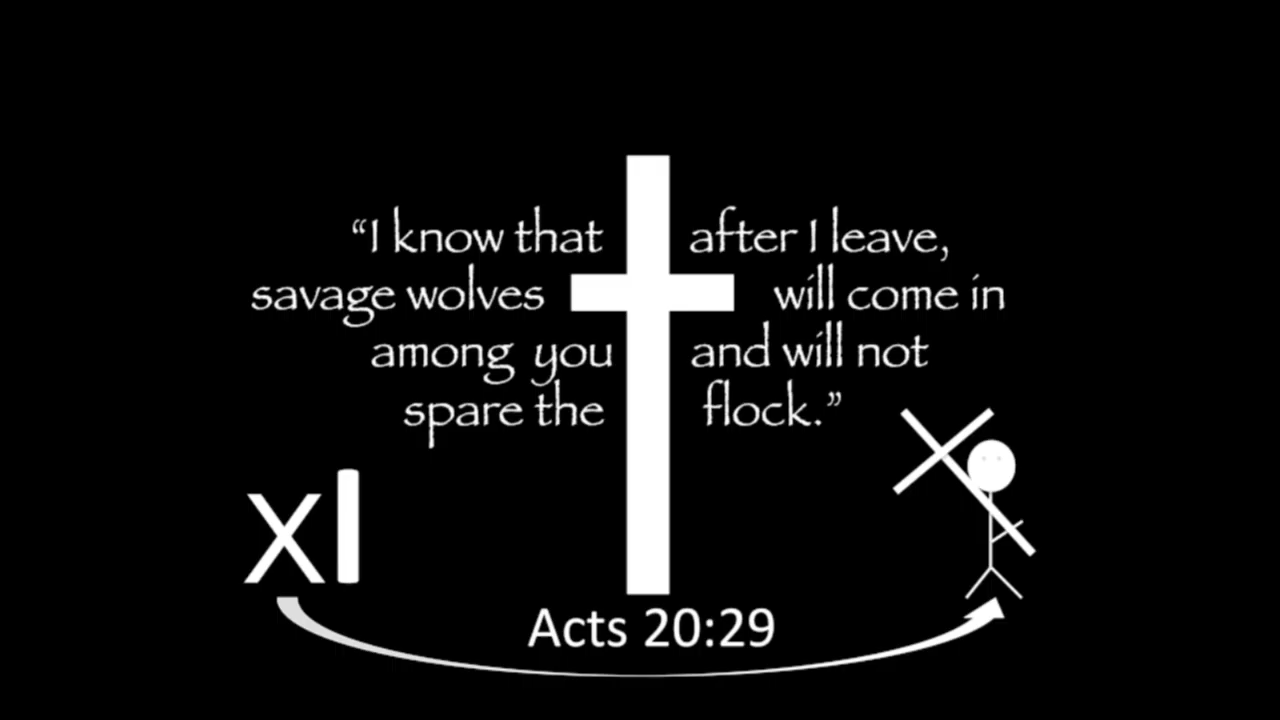 “I know that after I leave,
savage wolves will come in
among you and will not
spare the flock.”
xl
Acts 20:29